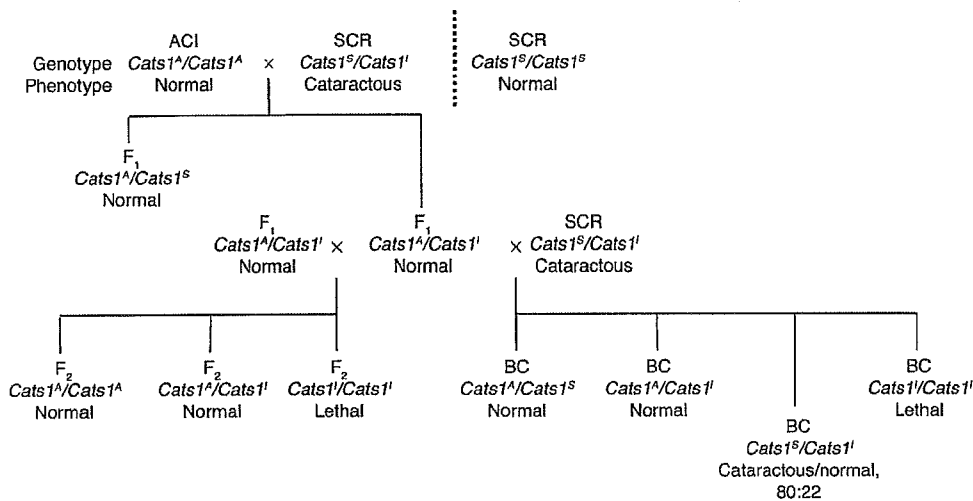 ACI SCR SCR
Genotype Cats1ᴬ/Cats1ᴬ × Cats1ˢ/Cats1ᴵ Cats1ˢ/Cats1ˢ
Phenotype Normal Cataractous Normal
F₁
Cats1ᴬ/Cats1ˢ
Normal
F₁ F₁ SCR
Cats1ᴬ/Cats1ᴵ × Cats1ᴬ/Cats1ᴵ × Cats1ˢ/Cats1ᴵ
Normal Normal Cataractous
F₂ F₂ F₂ BC BC BC
Cats1ᴬ/Cats1ᴬ Cats1ᴬ/Cats1ᴵ Cats1ᴵ/Cats1ᴵ Cats1ᴬ/Cats1ˢ Cats1ᴬ/Cats1ᴵ Cats1ᴵ/Cats1ᴵ
Normal Normal Lethal Normal Normal Lethal
BC
Cats1ˢ/Cats1ᴵ
Cataractous/normal,
80:22